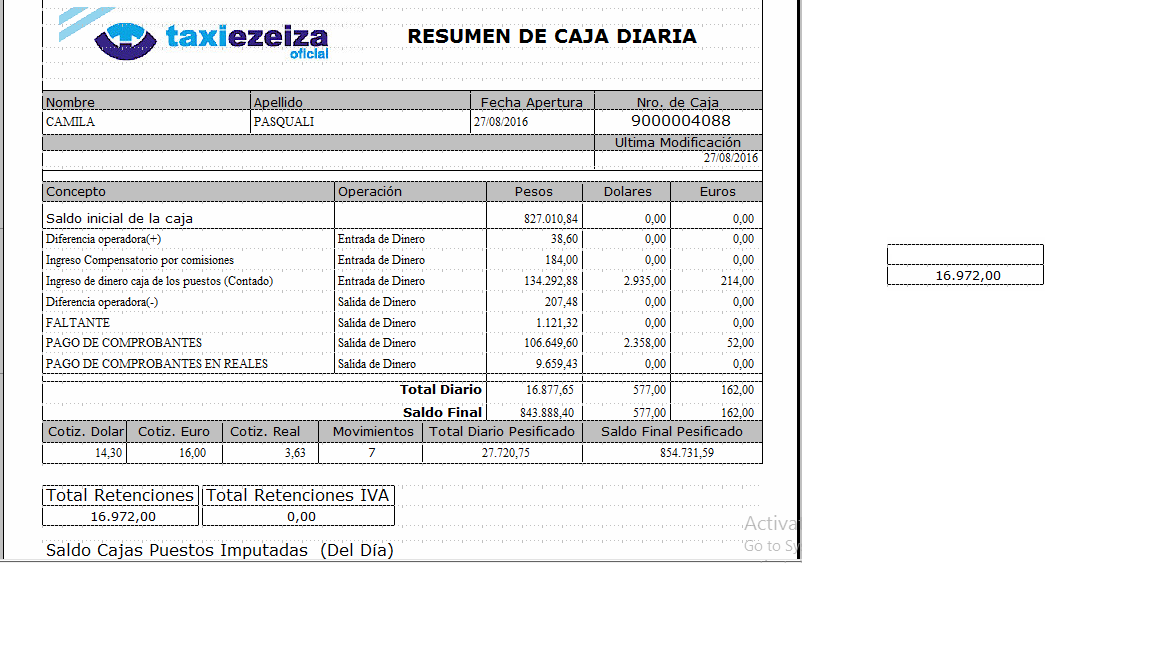 taxiezeiza
oficial
RESUMEN DE CAJA DIARIA
Nombre Apellido Fecha Apertura Nro. de Caja
CAMILA PASQUALI 27/08/2016 9000004088
Ultima Modificación
27/08/2016
Concepto Operación Pesos Dolares Euros
Saldo inicial de la caja 827.010,84 0,00 0,00
Diferencia operadora(+) Entrada de Dinero 38,60 0,00 0,00
Ingreso Compensatorio por comisiones Entrada de Dinero 184,00 0,00 0,00
Ingreso de dinero caja de los puestos (Contado) Entrada de Dinero 134.292,88 2.935,00 214,00
Diferencia operadora(-) Salida de Dinero 207,48 0,00 0,00
FALTANTE Salida de Dinero 1.121,32 0,00 0,00
PAGO DE COMPROBANTES Salida de Dinero 106.649,60 2.358,00 52,00
PAGO DE COMPROBANTES EN REALES Salida de Dinero 9.659,43 0,00 0,00
Total Diario 16.877,65 577,00 162,00
Saldo Final 843.888,40 577,00 162,00
Cotiz. Dolar Cotiz. Euro Cotiz. Real Movimientos Total Diario Pesificado Saldo Final Pesificado
14,30 16,00 3,63 7 27.720,75 854.731,59
Total Retenciones Total Retenciones IVA
16.972,00 0,00
Saldo Cajas Puestos Imputadas (Del Día)
Activa
Go to Sy
16.972,00